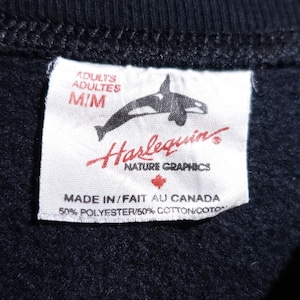 ADULTS
ADULTES
M/M
Harlequin®
NATURE GRAPHICS
MADE IN/FAIT AU CANADA
50% POLYESTER/50% COTTON/COTON